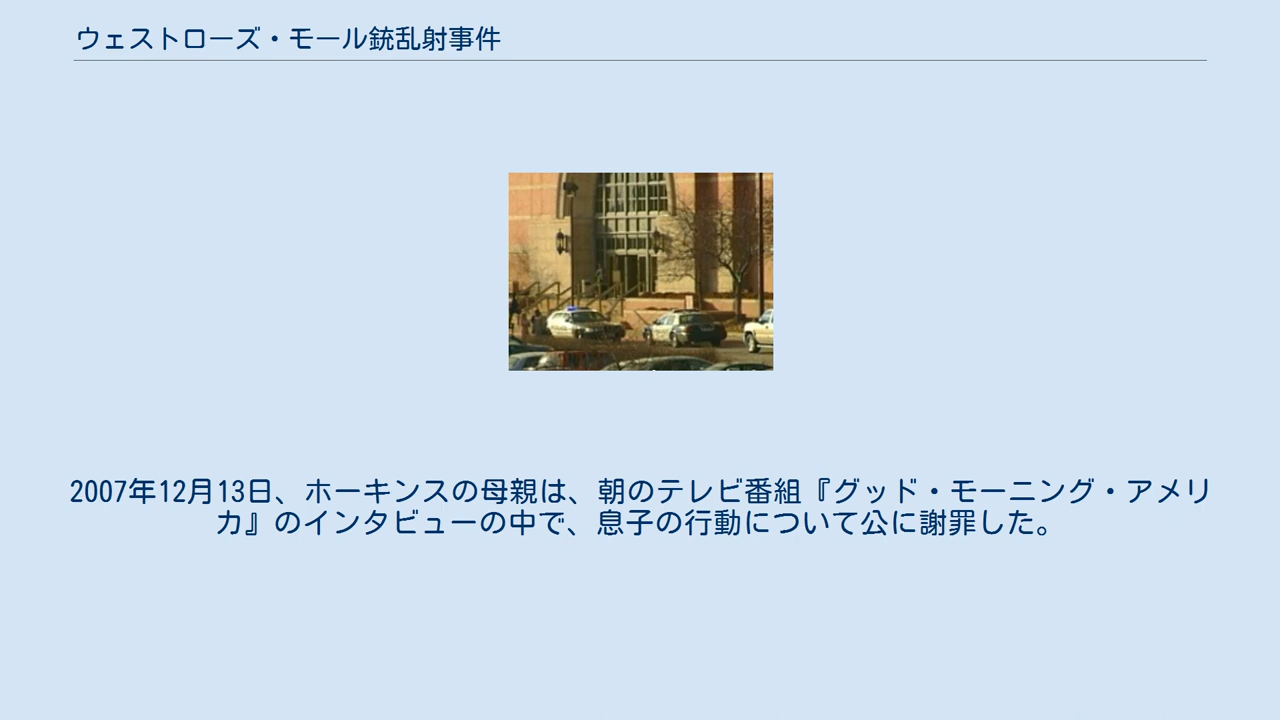 ウェストローズ・モール銃乱射事件
2007年12月13日、ホーキンスの母親は、朝のテレビ番組『グッド・モーニング・アメリ
カ』のインタビューの中で、息子の行動について公に謝罪した。